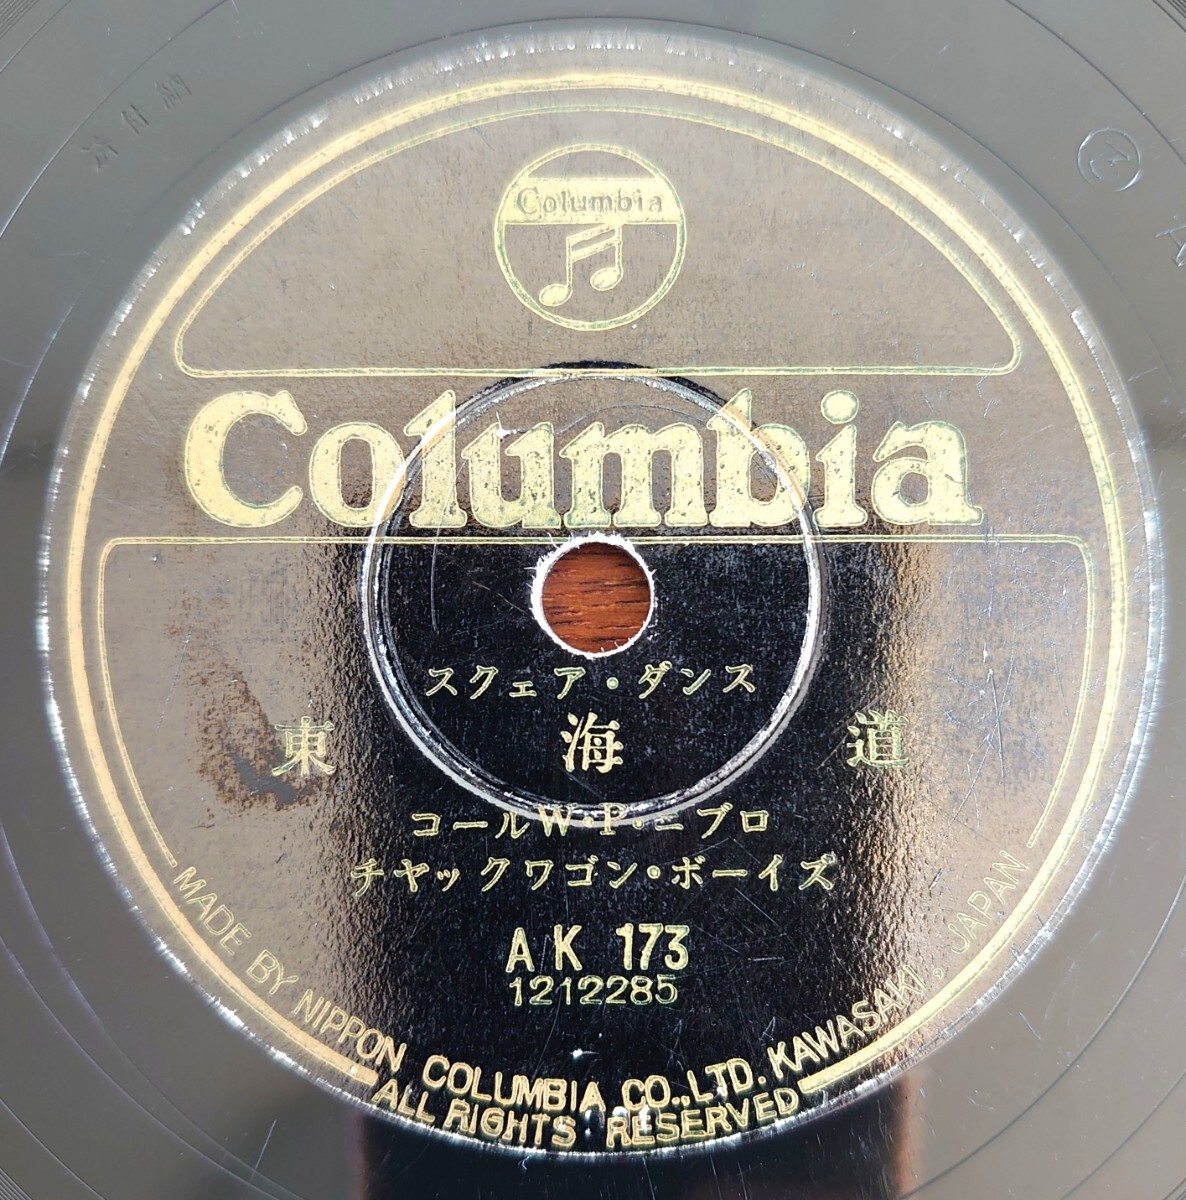 Columbia
Columbia
スクェア・ダンス
東海道
コールW・P・ニブロ
チヤックワゴン・ボーイズ
AK 173
1212285
MADE BY NIPPON COLUMBIA CO.,LTD. KAWASAKI, JAPAN
ALL RIGHTS RESERVED